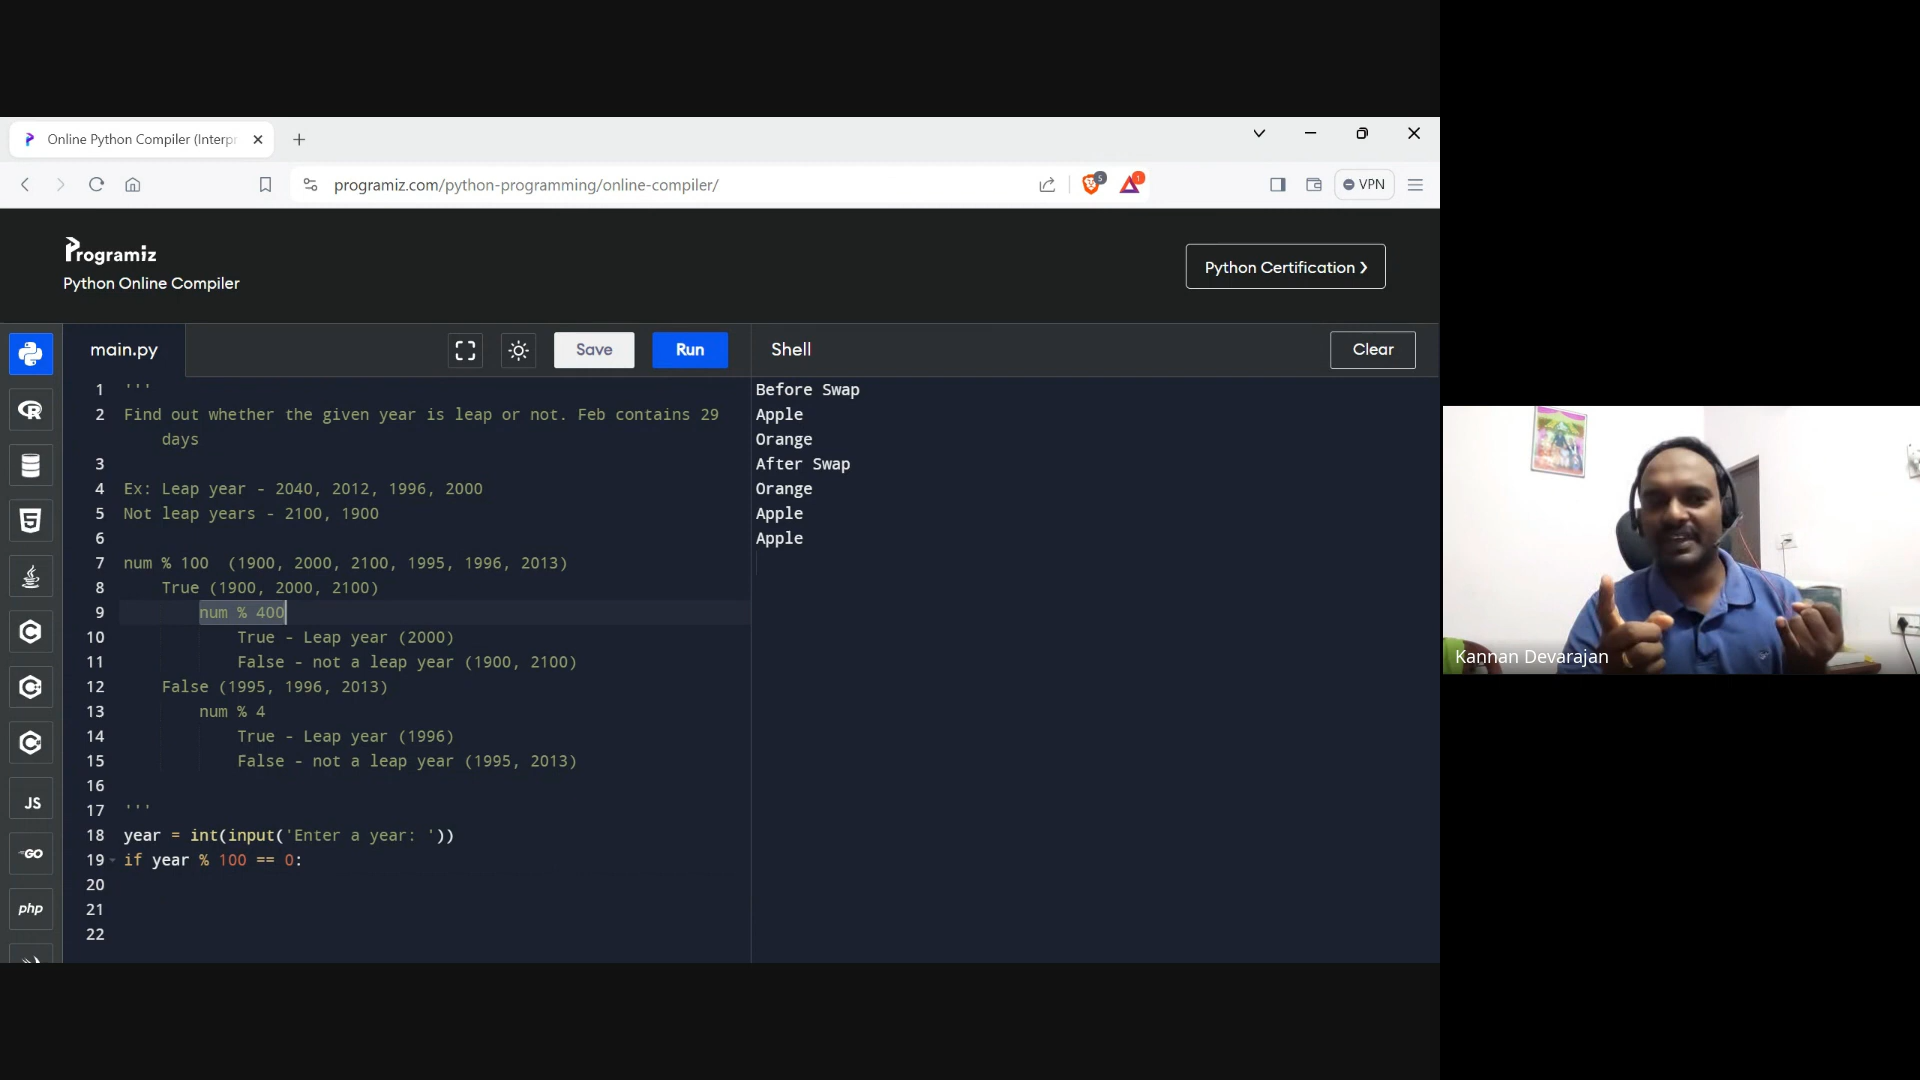 Online Python Compiler (Interpr
programiz.com/python-programming/online-compiler/
5
1
VPN
Programiz
Python Online Compiler
Python Certification ❯
main.py
Save
Run
Shell
Clear
1 '''
2 Find out whether the given year is leap or not. Feb contains 29
days
3
4 Ex: Leap year - 2040, 2012, 1996, 2000
5 Not leap years - 2100, 1900
6
7 num % 100  (1900, 2000, 2100, 1995, 1996, 2013)
8 True (1900, 2000, 2100)
9 num % 400
10 True - Leap year (2000)
11 False - not a leap year (1900, 2100)
12 False (1995, 1996, 2013)
13 num % 4
14 True - Leap year (1996)
15 False - not a leap year (1995, 2013)
16
17 '''
18 year = int(input('Enter a year: '))
19 if year % 100 == 0:
20
21
22
Before Swap
Apple
Orange
After Swap
Orange
Apple
Apple
R
5
C
C
C
JS
GO
php
Kannan Devarajan